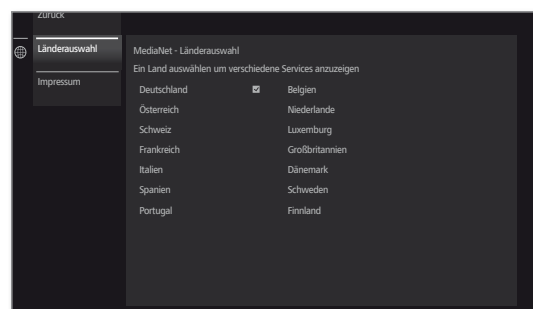 Zurück
Länderauswahl
Impressum
MediaNet - Länderauswahl
Ein Land auswählen um verschiedene Services anzuzeigen
Deutschland
Belgien
Österreich
Niederlande
Schweiz
Luxemburg
Frankreich
Großbritannien
Italien
Dänemark
Spanien
Schweden
Portugal
Finnland